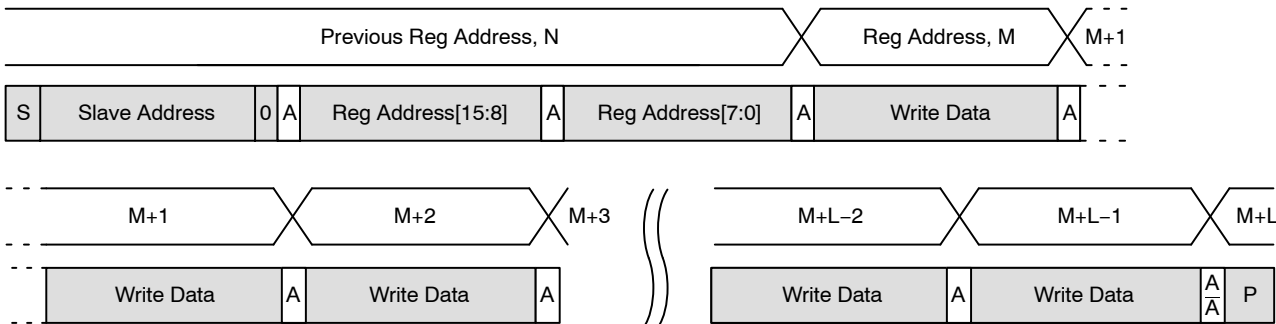 Previous Reg Address, N Reg Address, M M+1
S Slave Address 0 A Reg Address[15:8] A Reg Address[7:0] A Write Data A
M+1 M+2 M+3 M+L−2 M+L−1 M+L
Write Data A Write Data A Write Data A Write Data A/A̅ P